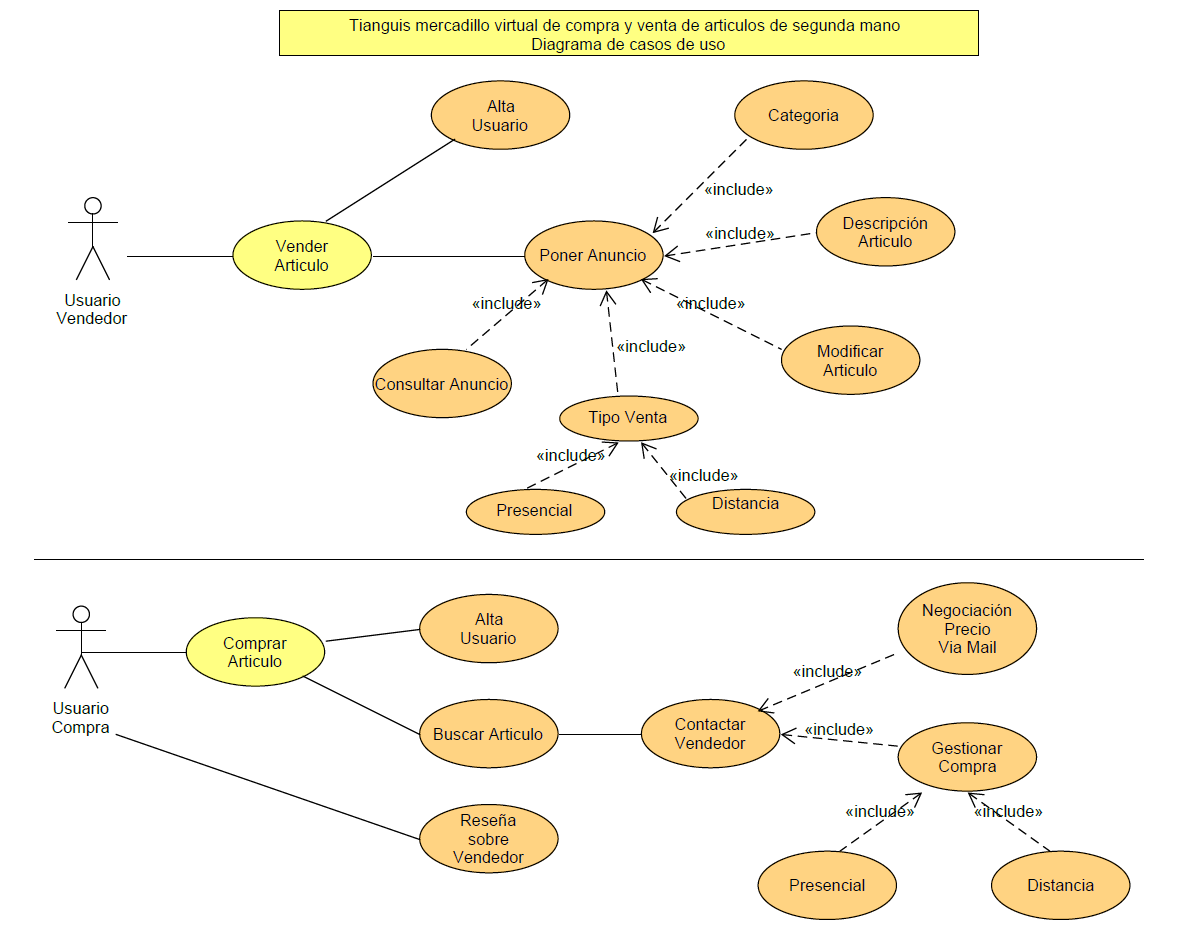 Tianguis mercadillo virtual de compra y venta de articulos de segunda mano
Diagrama de casos de uso
Alta
Usuario
Categoria
«include»
Descripción
Articulo
«include»
Vender
Articulo
Poner Anuncio
Usuario
Vendedor
«include»
«include»
«include»
Modificar
Articulo
Consultar Anuncio
Tipo Venta
«include»
«include»
Presencial
Distancia
Negociación
Precio
Via Mail
Alta
Usuario
Comprar
Articulo
«include»
Usuario
Compra
Buscar Articulo
Contactar
Vendedor
«include»
Gestionar
Compra
«include»
«include»
Reseña
sobre
Vendedor
Presencial
Distancia